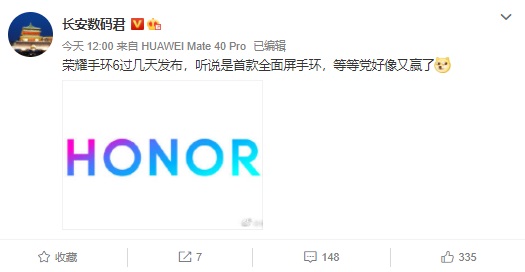 长安数码君
今天 12:00 来自 HUAWEI Mate 40 Pro 已编辑
荣耀手环6过几天发布，听说是首款全面屏手环，等等党好像又赢了
HONOR
收藏
7
148
335